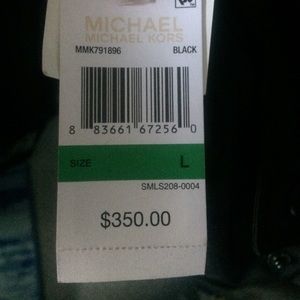 MICHAEL
MICHAEL KORS
MMK791896 BLACK
8 83661 67256 0
SIZE L
SMLS208-0004
$350.00